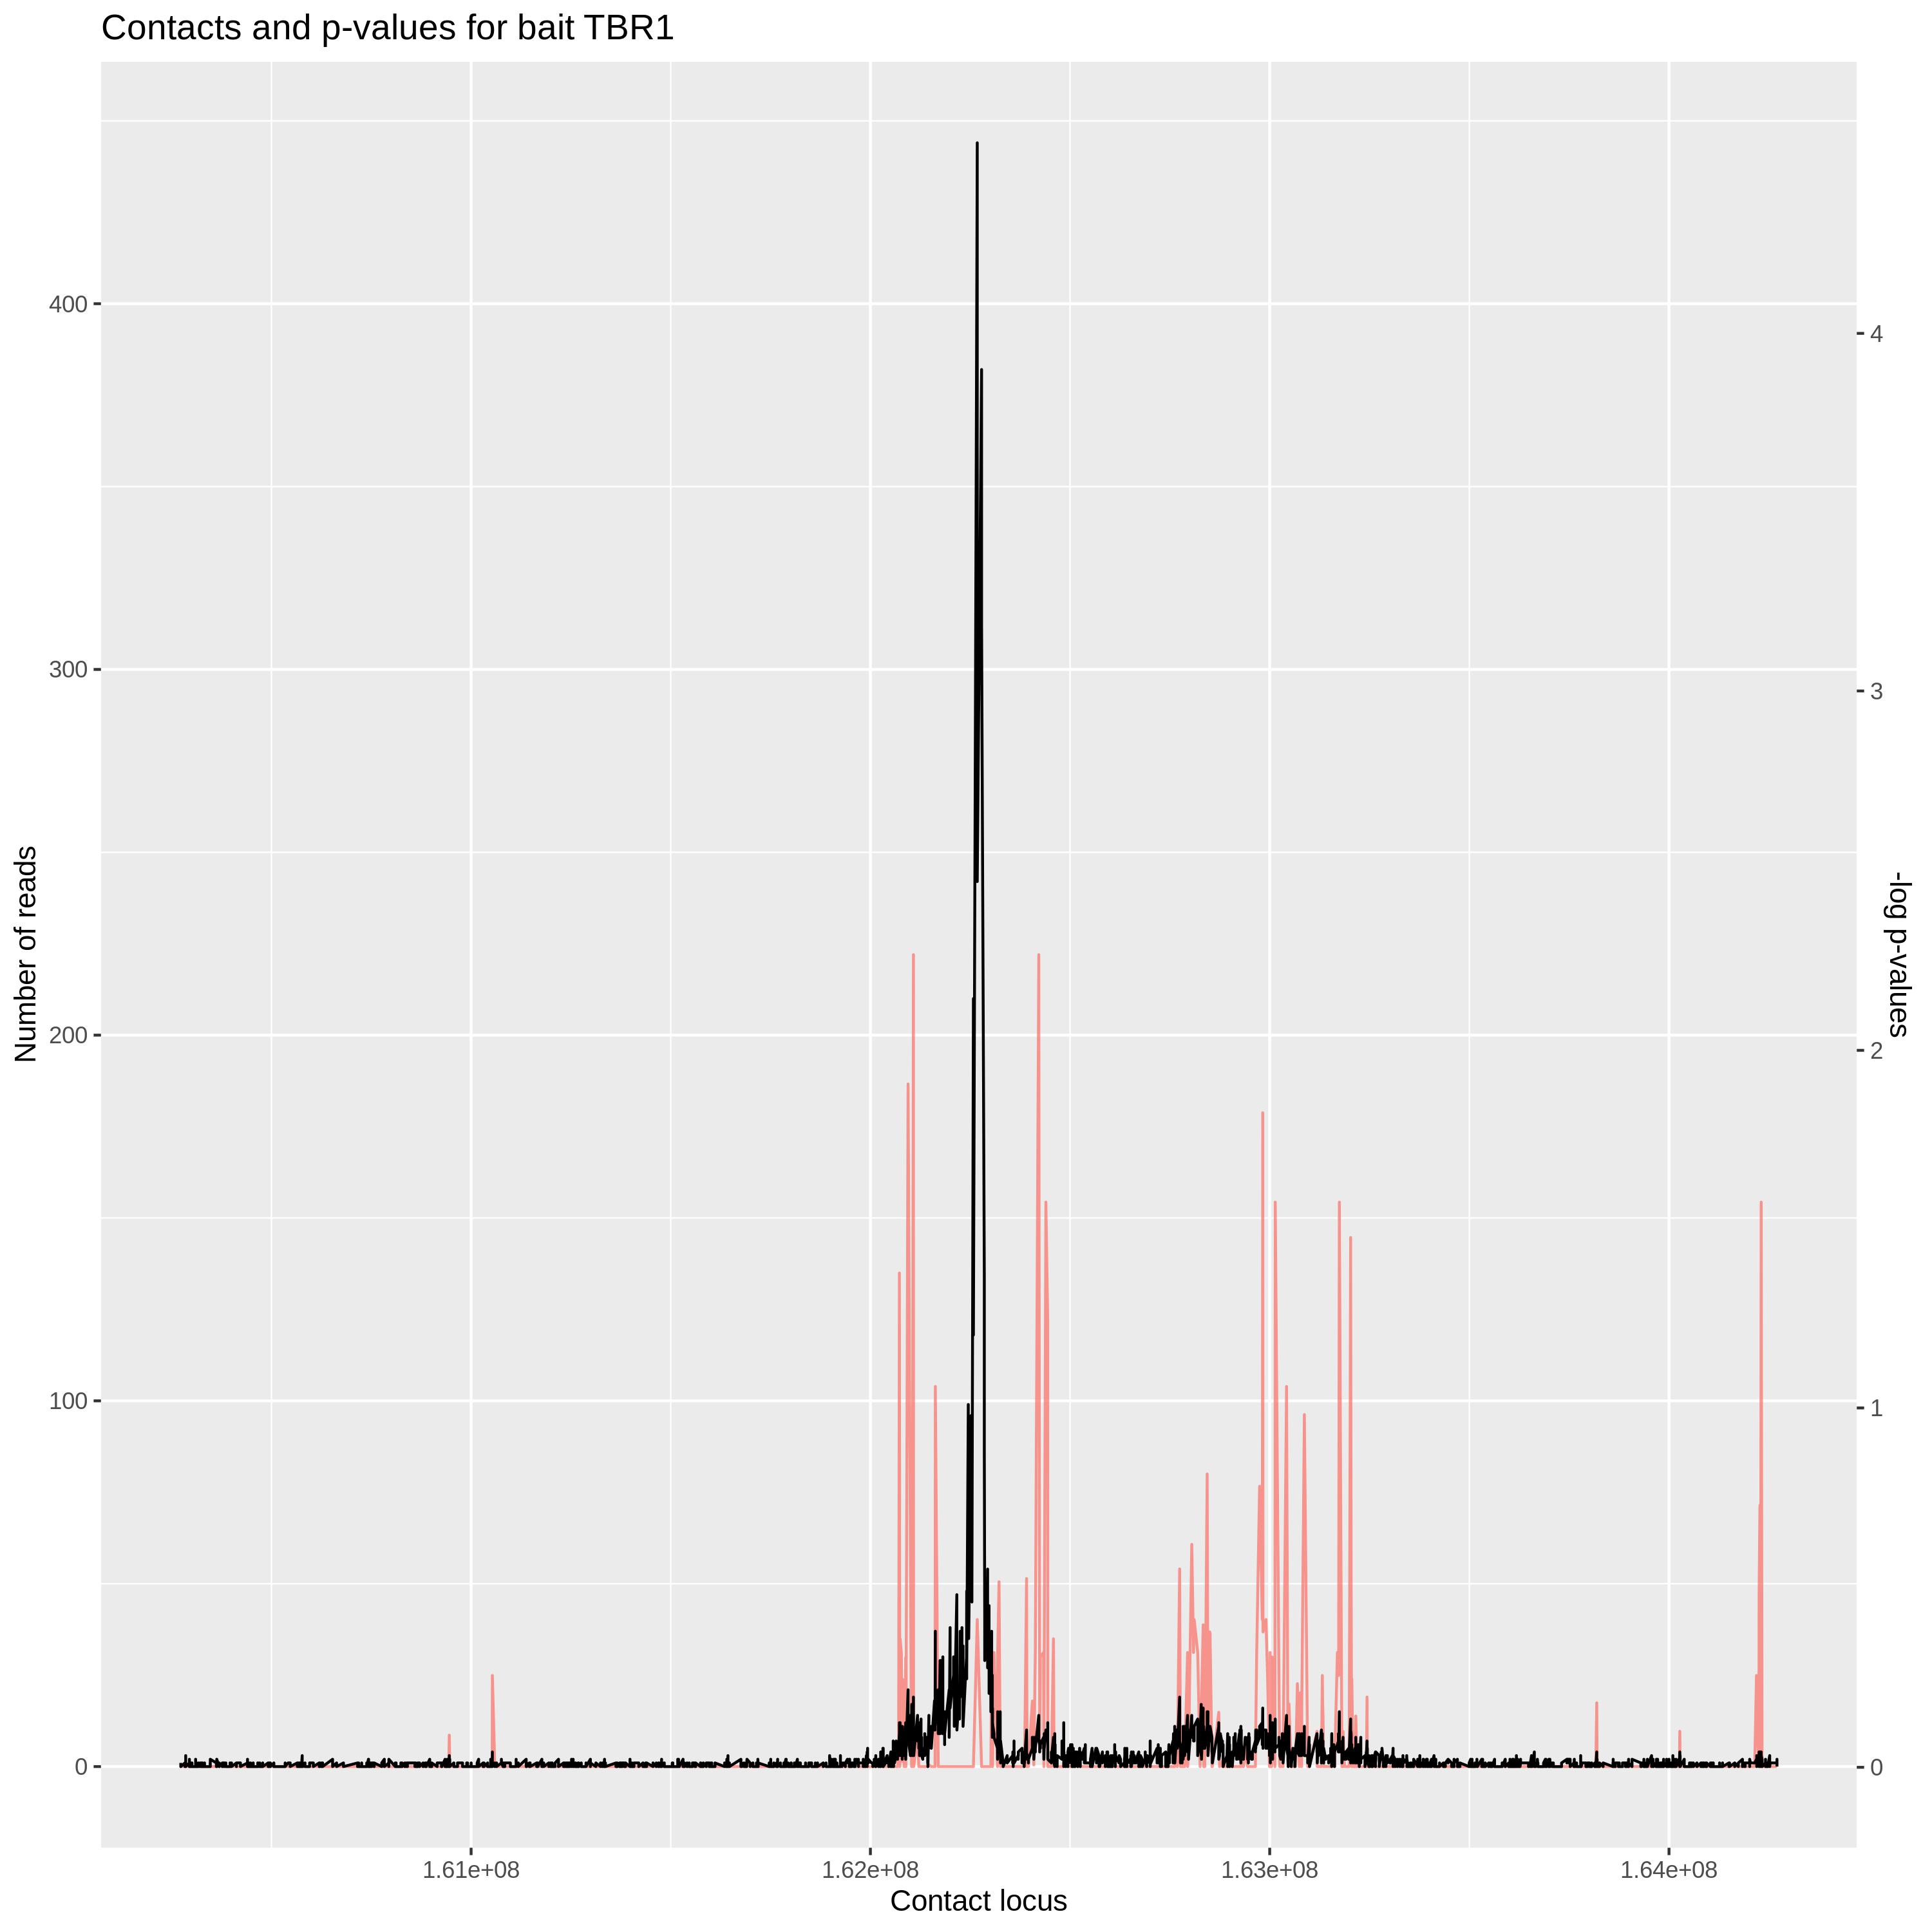 Contacts and p-values for bait TBR1
Number of reads
400
300
200
100
0
4
3
2
1
0
-log p-values
1.61e+08
1.62e+08
1.63e+08
1.64e+08
Contact locus